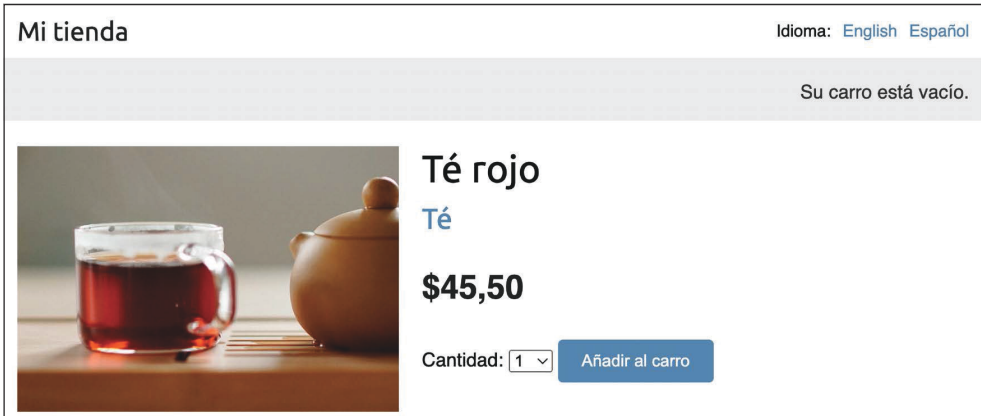 Mi tienda
Idioma: English Español
Su carro está vacío.
Té rojo
Té
$45,50
Cantidad: 1 Añadir al carro